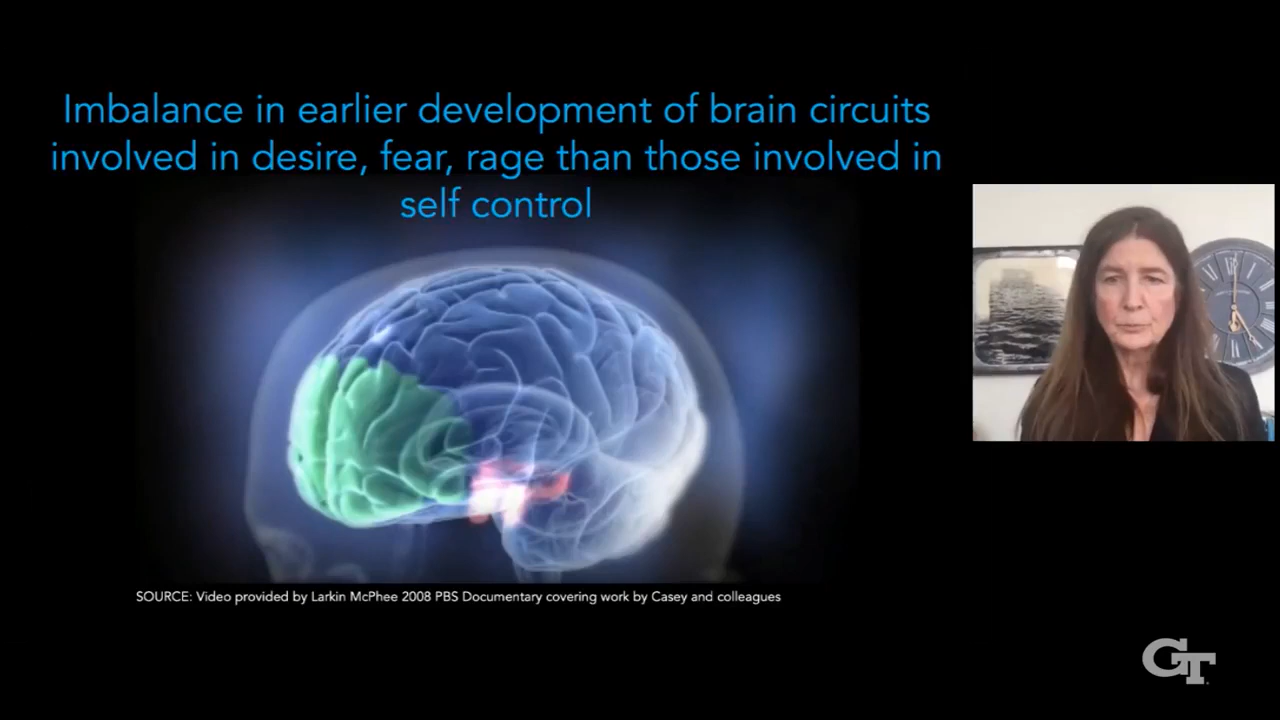 Imbalance in earlier development of brain circuits
involved in desire, fear, rage than those involved in
self control
SOURCE: Video provided by Larkin McPhee 2008 PBS Documentary covering work by Casey and colleagues
GT